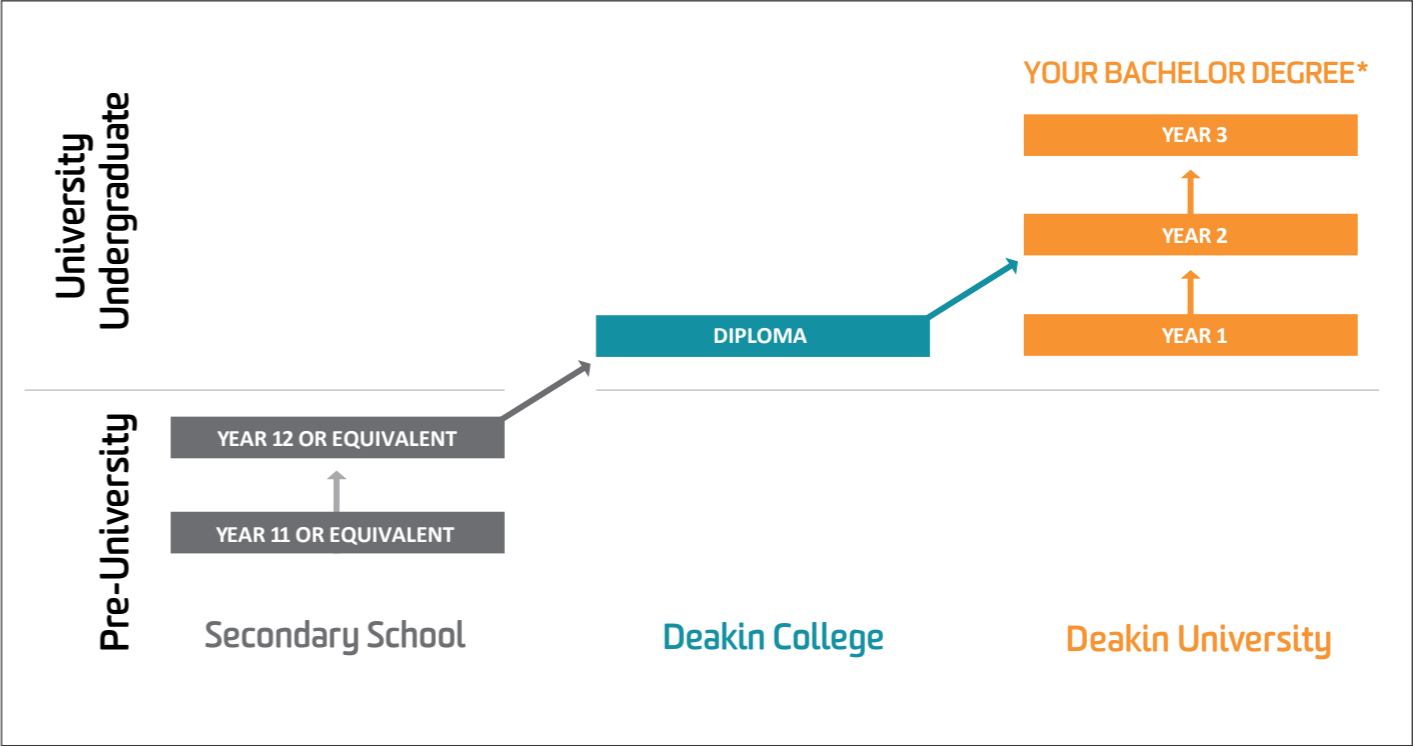 University
Undergraduate
Pre-University
YOUR BACHELOR DEGREE*
YEAR 3
YEAR 2
YEAR 1
DIPLOMA
YEAR 12 OR EQUIVALENT
YEAR 11 OR EQUIVALENT
Secondary School
Deakin College
Deakin University